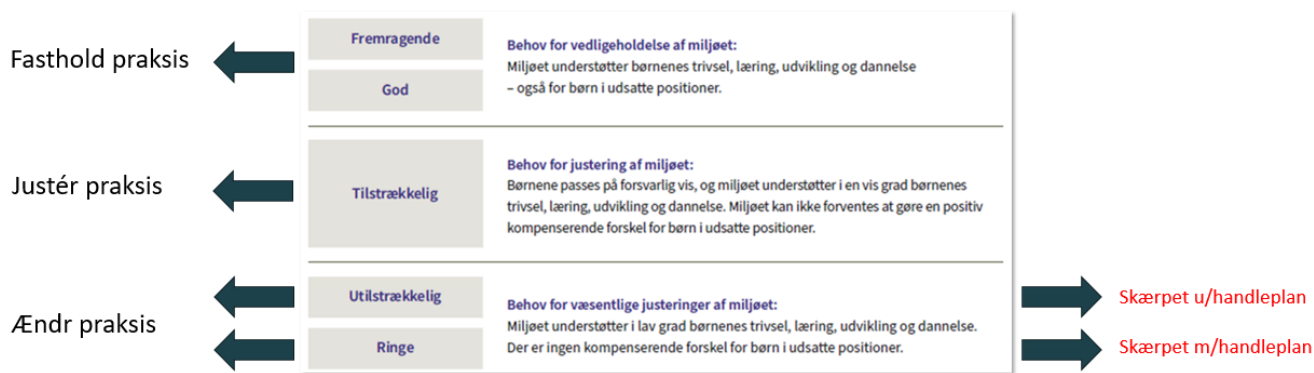 Fasthold praksis
Fremragende
God
Behov for vedligeholdelse af miljøet:
Miljøet understøtter børnenes trivsel, læring, udvikling og dannelse
– også for børn i udsatte positioner.
Justér praksis
Tilstrækkelig
Behov for justering af miljøet:
Børnene passes på forsvarlig vis, og miljøet understøtter i en vis grad børnenes
trivsel, læring, udvikling og dannelse. Miljøet kan ikke forventes at gøre en positiv
kompenserende forskel for børn i udsatte positioner.
Ændr praksis
Utilstrækkelig
Ringe
Behov for væsentlige justeringer af miljøet:
Miljøet understøtter i lav grad børnenes trivsel, læring, udvikling og dannelse.
Der er ingen kompenserende forskel for børn i udsatte positioner.
Skærpet u/handleplan
Skærpet m/handleplan